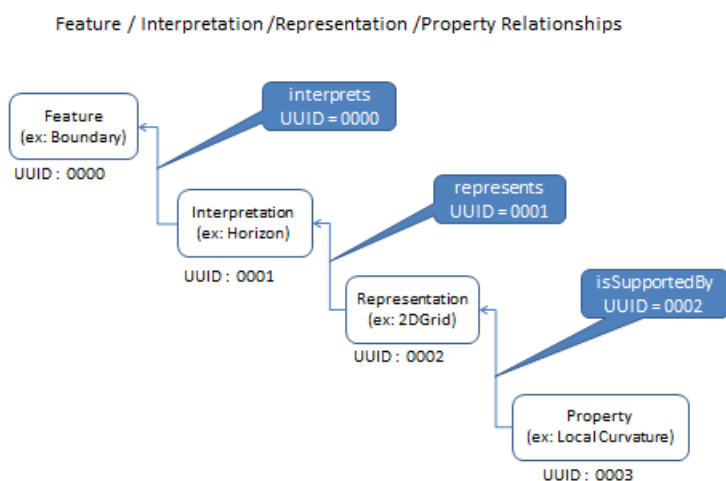 Feature / Interpretation /Representation /Property Relationships
interprets
UUID = 0000
Feature
(ex: Boundary)
UUID : 0000
represents
UUID = 0001
Interpretation
(ex: Horizon)
UUID : 0001
isSupportedBy
UUID = 0002
Representation
(ex: 2DGrid)
UUID : 0002
Property
(ex: Local Curvature)
UUID : 0003